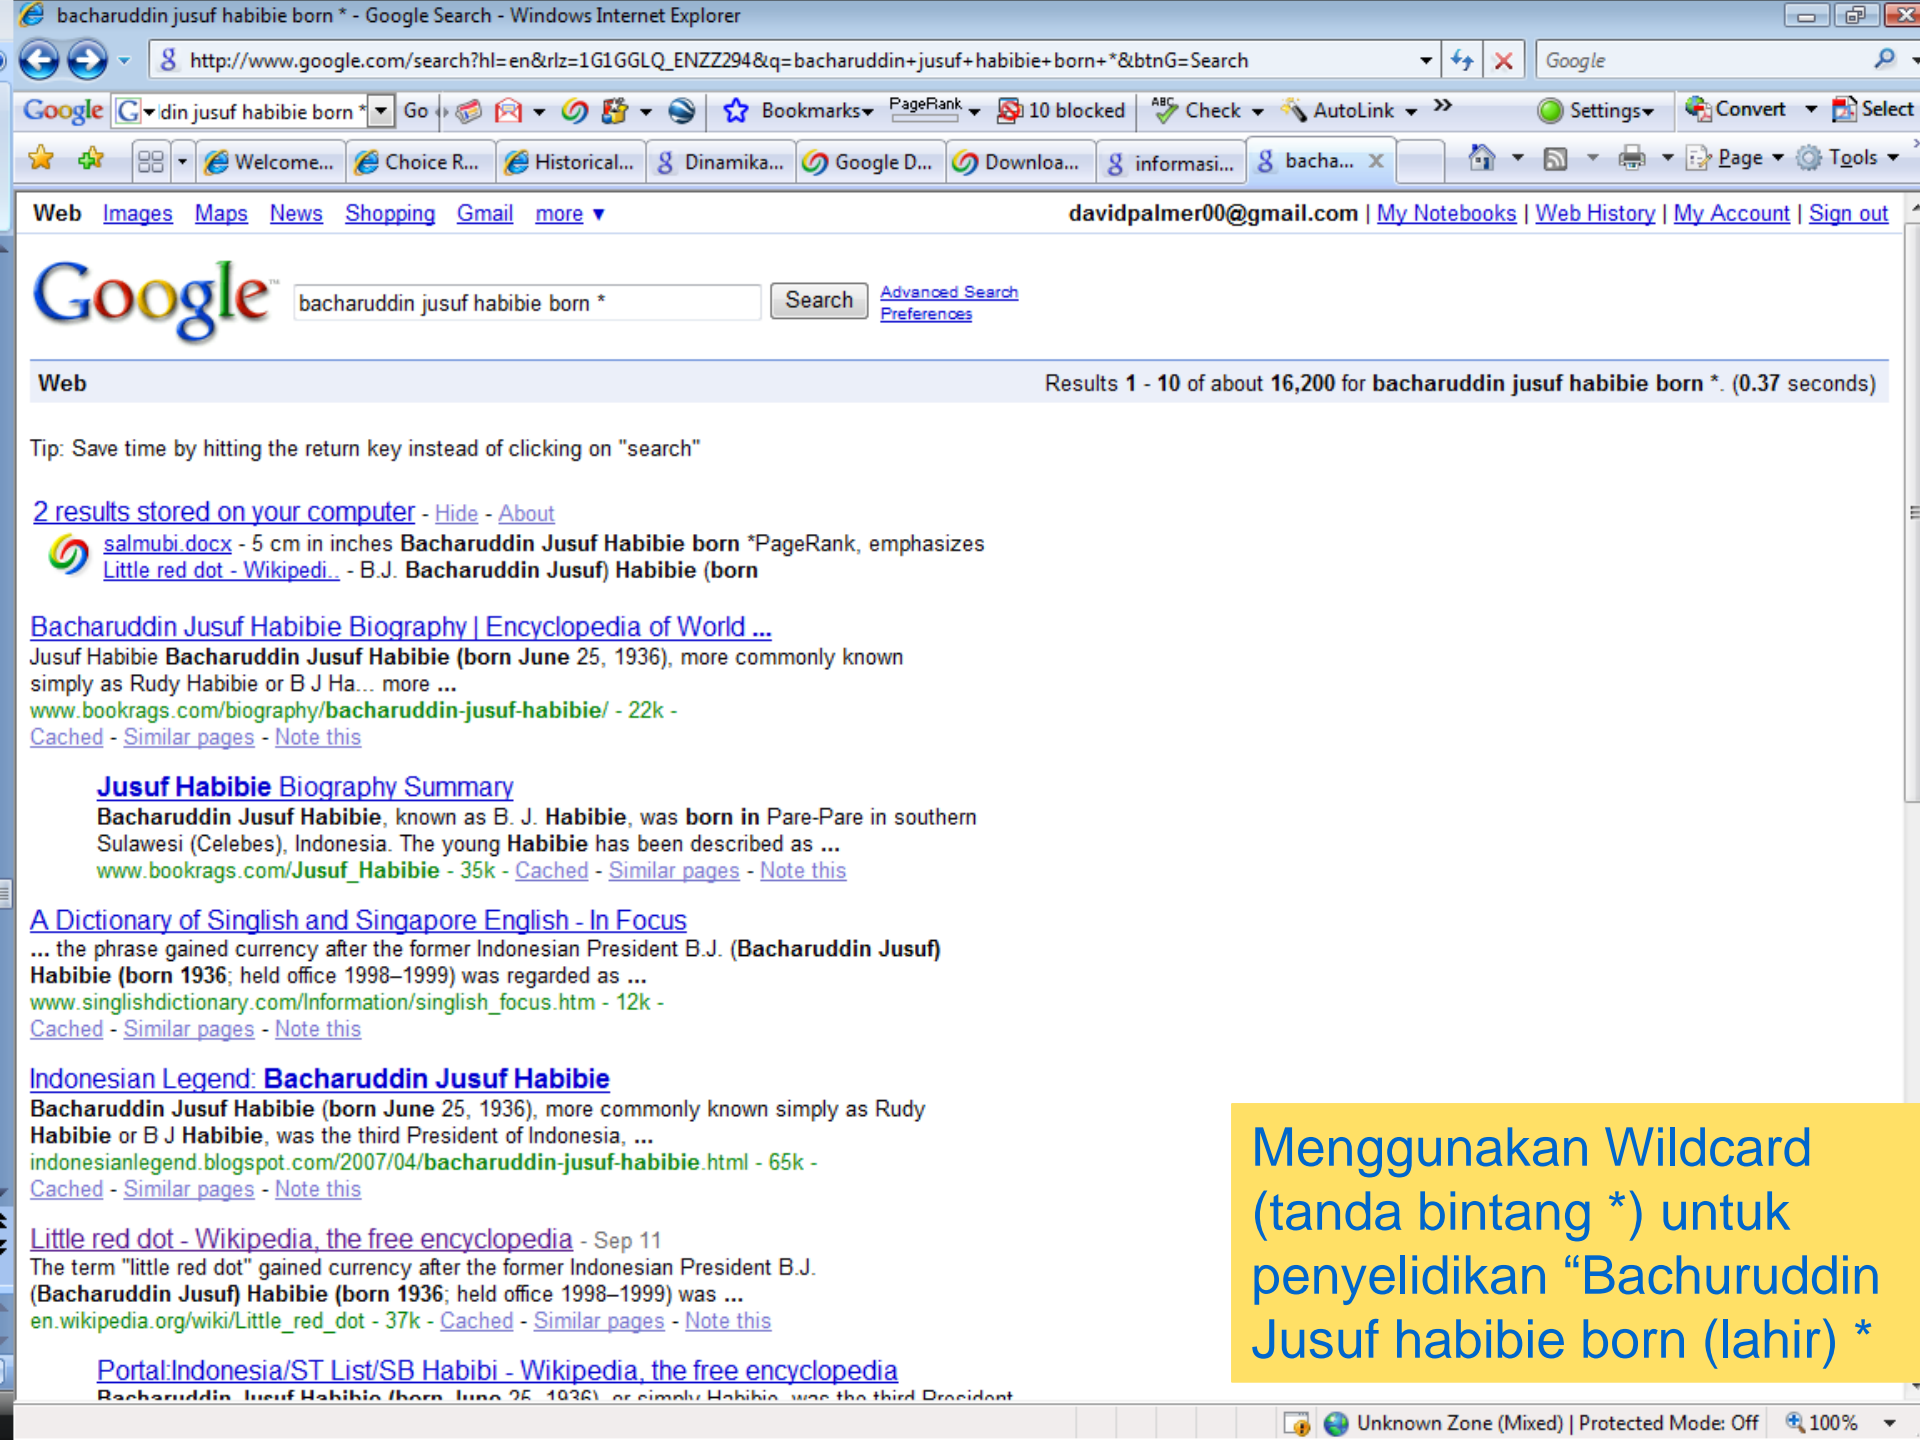 bacharuddin jusuf habibie born * - Google Search - Windows Internet Explorer
http://www.google.com/search?hl=en&rlz=1G1GGLQ_ENZZ294&q=bacharuddin+jusuf+habibie+born+*&btnG=Search
Google
Google G din jusuf habibie born * Go Bookmarks PageRank 10 blocked ABC Check AutoLink » Settings Convert Select
Welcome... Choice R... Historical... Dinamika... Google D... Downloa... informasi... bacha... x Page Tools
Web Images Maps News Shopping Gmail more ▼ davidpalmer00@gmail.com | My Notebooks | Web History | My Account | Sign out
Google™ bacharuddin jusuf habibie born * Search Advanced Search
Preferences
Web Results 1 - 10 of about 16,200 for bacharuddin jusuf habibie born *. (0.37 seconds)
Tip: Save time by hitting the return key instead of clicking on "search"
2 results stored on your computer - Hide - About
salmubi.docx - 5 cm in inches Bacharuddin Jusuf Habibie born *PageRank, emphasizes
Little red dot - Wikipedi.. - B.J. Bacharuddin Jusuf) Habibie (born
Bacharuddin Jusuf Habibie Biography | Encyclopedia of World ...
Jusuf Habibie Bacharuddin Jusuf Habibie (born June 25, 1936), more commonly known
simply as Rudy Habibie or B J Ha... more ...
www.bookrags.com/biography/bacharuddin-jusuf-habibie/ - 22k -
Cached - Similar pages - Note this
Jusuf Habibie Biography Summary
Bacharuddin Jusuf Habibie, known as B. J. Habibie, was born in Pare-Pare in southern
Sulawesi (Celebes), Indonesia. The young Habibie has been described as ...
www.bookrags.com/Jusuf_Habibie - 35k - Cached - Similar pages - Note this
A Dictionary of Singlish and Singapore English - In Focus
... the phrase gained currency after the former Indonesian President B.J. (Bacharuddin Jusuf)
Habibie (born 1936; held office 1998–1999) was regarded as ...
www.singlishdictionary.com/Information/singlish_focus.htm - 12k -
Cached - Similar pages - Note this
Indonesian Legend: Bacharuddin Jusuf Habibie
Bacharuddin Jusuf Habibie (born June 25, 1936), more commonly known simply as Rudy
Habibie or B J Habibie, was the third President of Indonesia, ...
indonesianlegend.blogspot.com/2007/04/bacharuddin-jusuf-habibie.html - 65k -
Cached - Similar pages - Note this
Little red dot - Wikipedia, the free encyclopedia - Sep 11
The term "little red dot" gained currency after the former Indonesian President B.J.
(Bacharuddin Jusuf) Habibie (born 1936; held office 1998–1999) was ...
en.wikipedia.org/wiki/Little_red_dot - 37k - Cached - Similar pages - Note this
Portal:Indonesia/ST List/SB Habibi - Wikipedia, the free encyclopedia
Bacharuddin Jusuf Habibie (born June 25, 1936), or simply Habibie, was the third President
Menggunakan Wildcard
(tanda bintang *) untuk
penyelidikan “Bachuruddin
Jusuf habibie born (lahir) *
Unknown Zone (Mixed) | Protected Mode: Off 100%